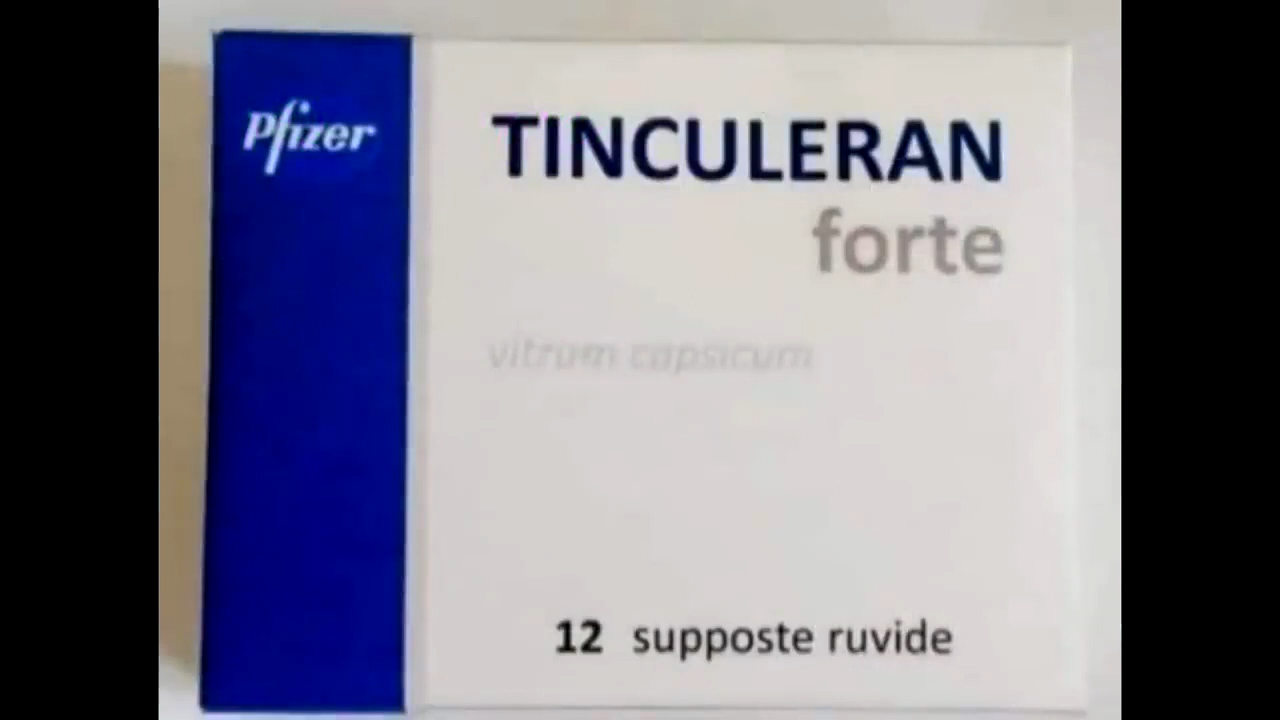 Pfizer
TINCULERAN
forte
vitrum capsicum
12 supposte ruvide